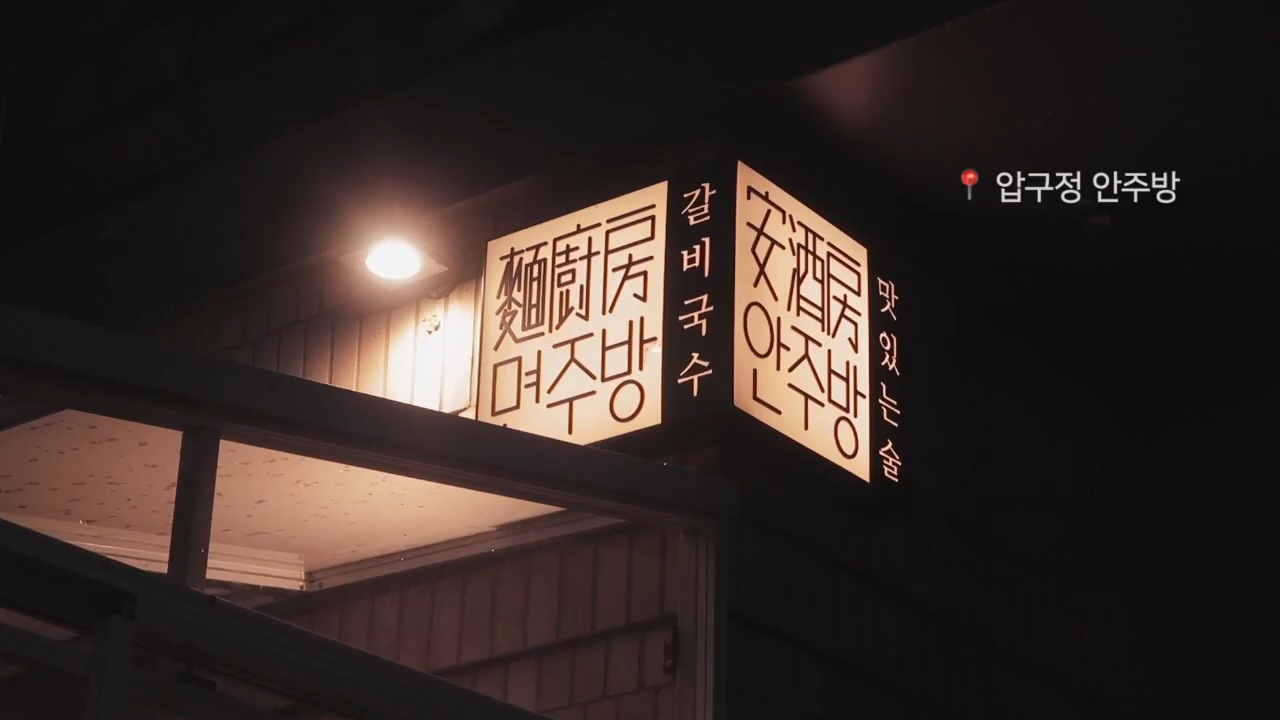 압구정 안주방
麵廚房
면주방
갈비국수
安酒房
안주방
맛있는술